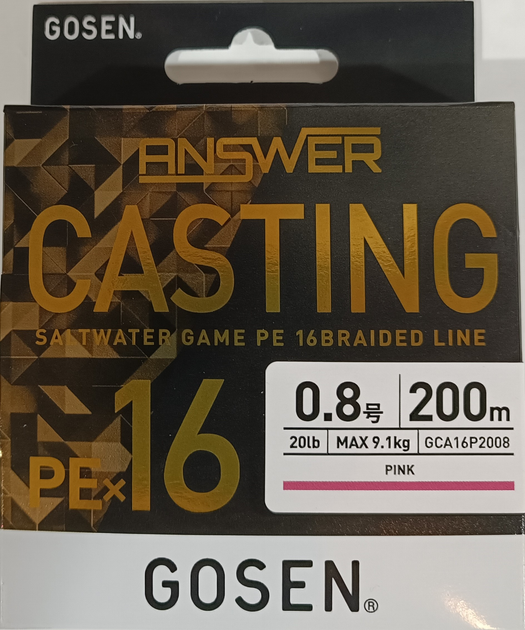 GOSEN®
ANSWER
CASTING
SALTWATER GAME PE 16BRAIDED LINE
PE×16
0.8号 200m
20lb MAX 9.1kg GCA16P2008
PINK
GOSEN®